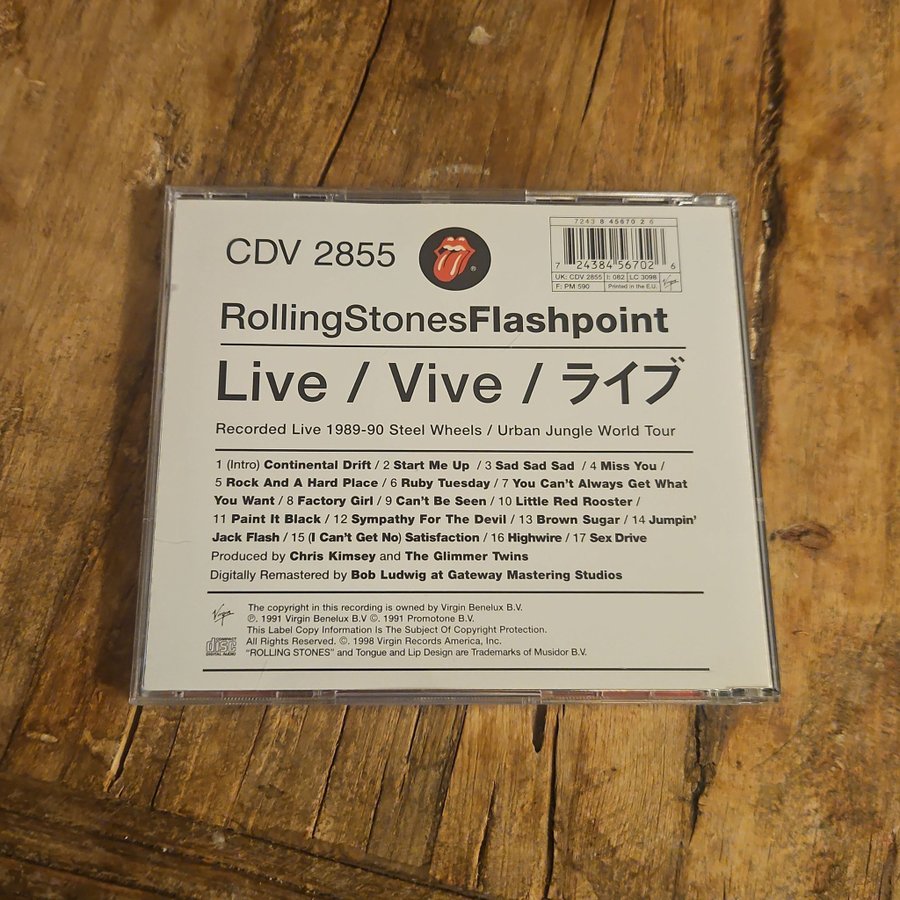 CDV 2855
7243 8 45670 2 6
7 24384 56702 6
UK: CDV 2855 I: 082 LC 3098
F: PM 590 Printed in the E.U. Virgin
RollingStonesFlashpoint
Live / Vive / ライブ
Recorded Live 1989-90 Steel Wheels / Urban Jungle World Tour
1 (Intro) Continental Drift / 2 Start Me Up / 3 Sad Sad Sad / 4 Miss You /
5 Rock And A Hard Place / 6 Ruby Tuesday / 7 You Can't Always Get What
You Want / 8 Factory Girl / 9 Can't Be Seen / 10 Little Red Rooster /
11 Paint It Black / 12 Sympathy For The Devil / 13 Brown Sugar / 14 Jumpin'
Jack Flash / 15 (I Can't Get No) Satisfaction / 16 Highwire / 17 Sex Drive
Produced by Chris Kimsey and The Glimmer Twins
Digitally Remastered by Bob Ludwig at Gateway Mastering Studios
Virgin
The copyright in this recording is owned by Virgin Benelux B.V.
℗. 1991 Virgin Benelux B.V ©. 1991 Promotone B.V.
This Label Copy Information Is The Subject Of Copyright Protection.
All Rights Reserved. ©. 1998 Virgin Records America, Inc.
"ROLLING STONES" and Tongue and Lip Design are Trademarks of Musidor B.V.
COMPACT
disc
DIGITAL AUDIO